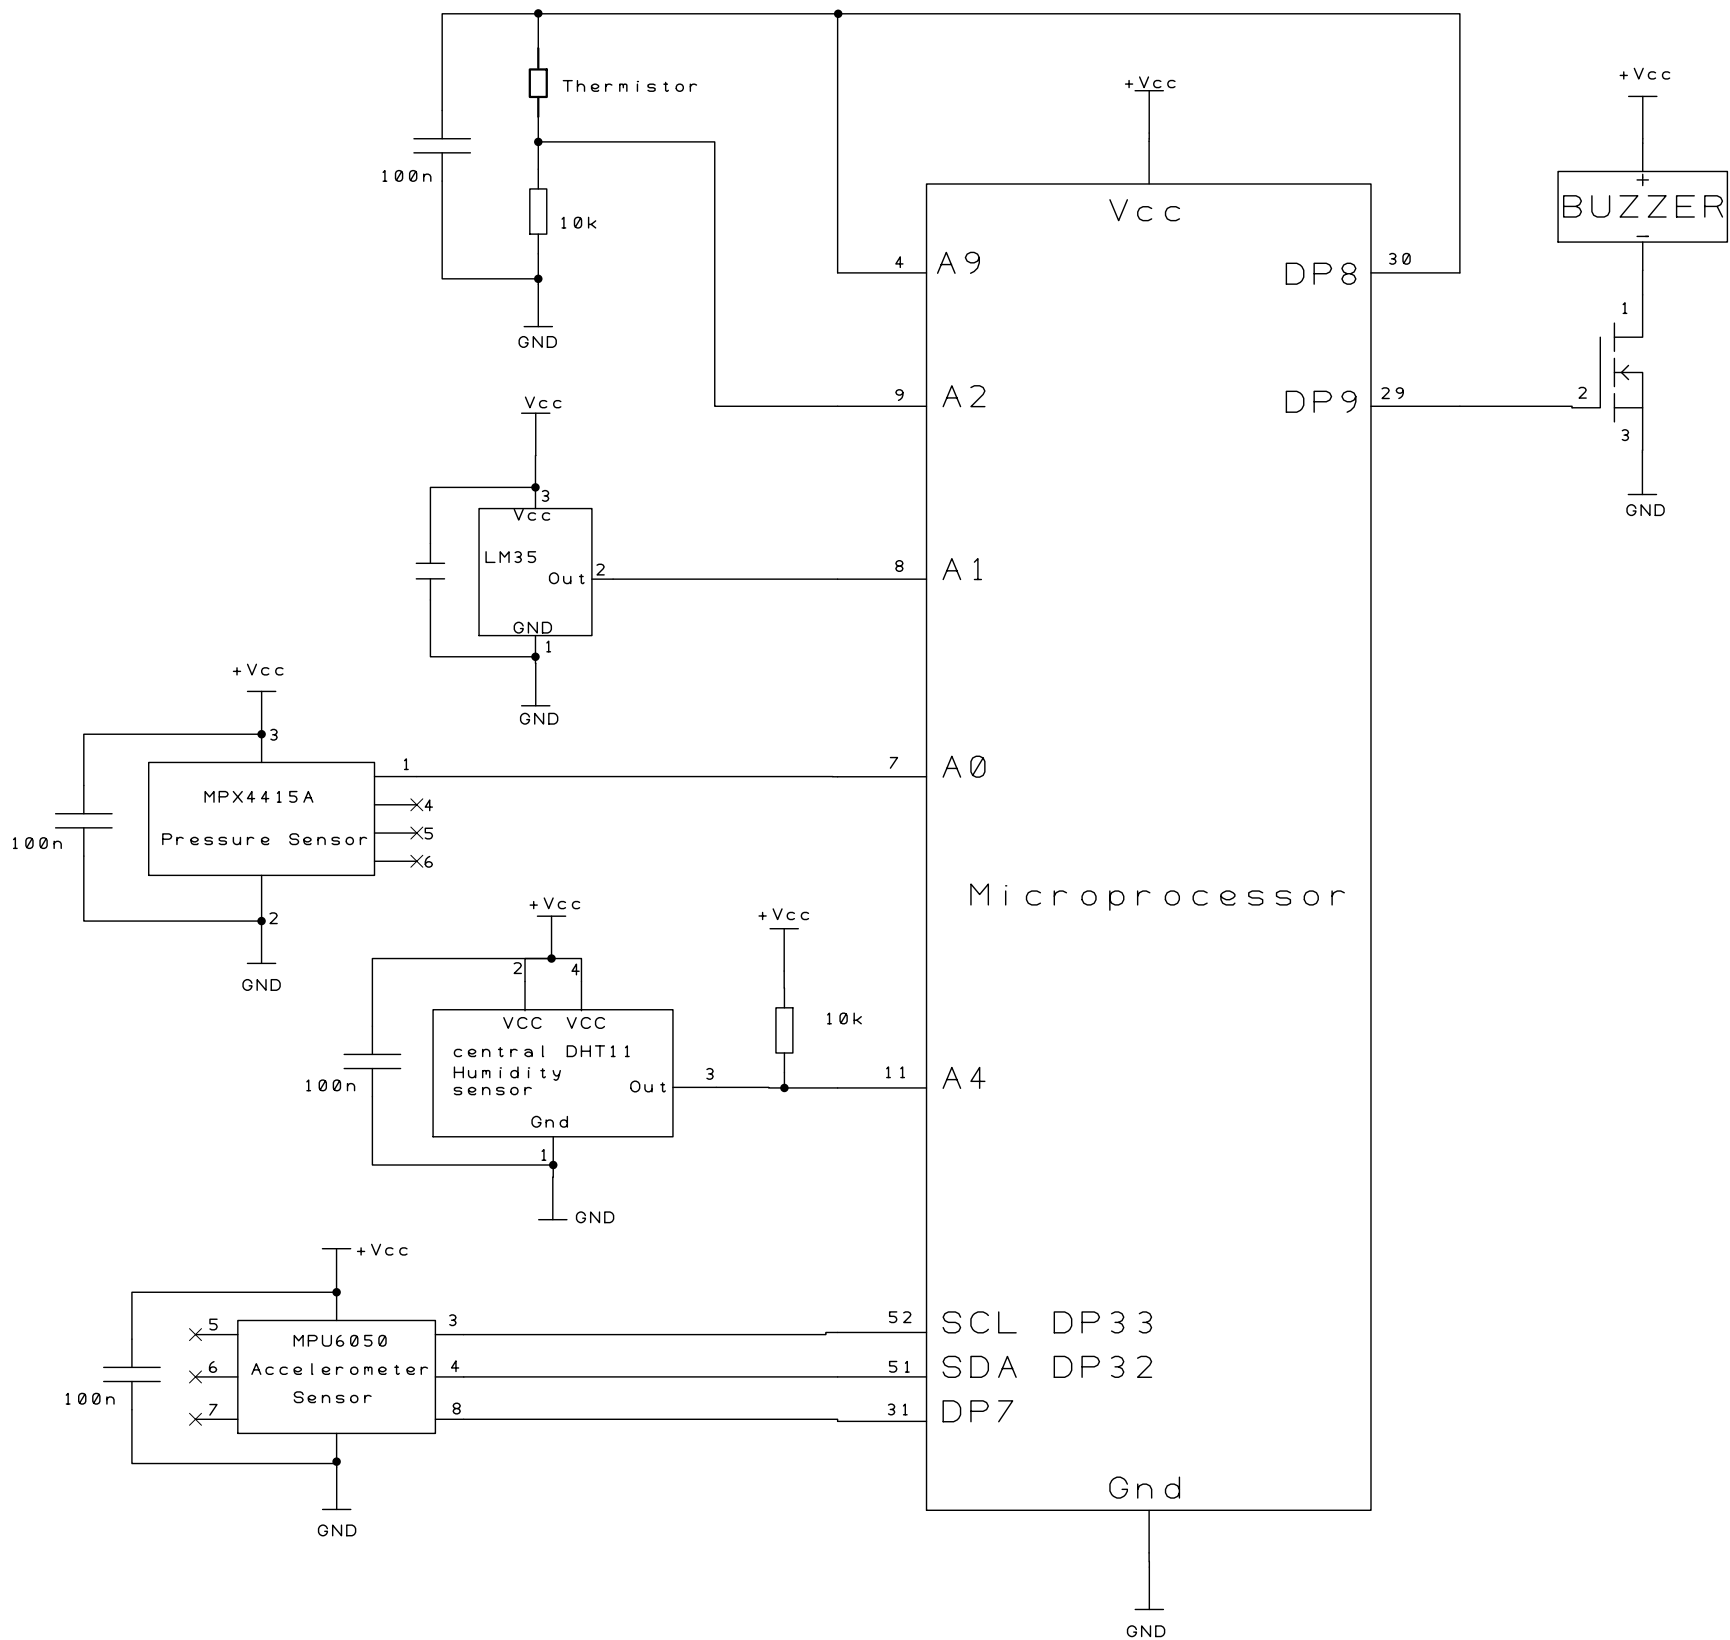 Thermistor
100n
10k
GND
+Vcc
Vcc
+Vcc
+
BUZZER
-
4
A9
DP8
30
9
A2
DP9
29
1
2
3
GND
Vcc
3
Vcc
LM35
Out
2
8
A1
GND
1
GND
+Vcc
3
1
7
A0
MPX4415A
4
5
Pressure Sensor
100n
6
2
GND
Microprocessor
+Vcc
+Vcc
2
4
VCC VCC
10k
central DHT11
Humidity
sensor
Out
3
11
A4
100n
Gnd
1
GND
+Vcc
5
3
52
SCL DP33
MPU6050
6
Accelerometer
4
51
SDA DP32
Sensor
100n
7
8
31
DP7
Gnd
GND
GND